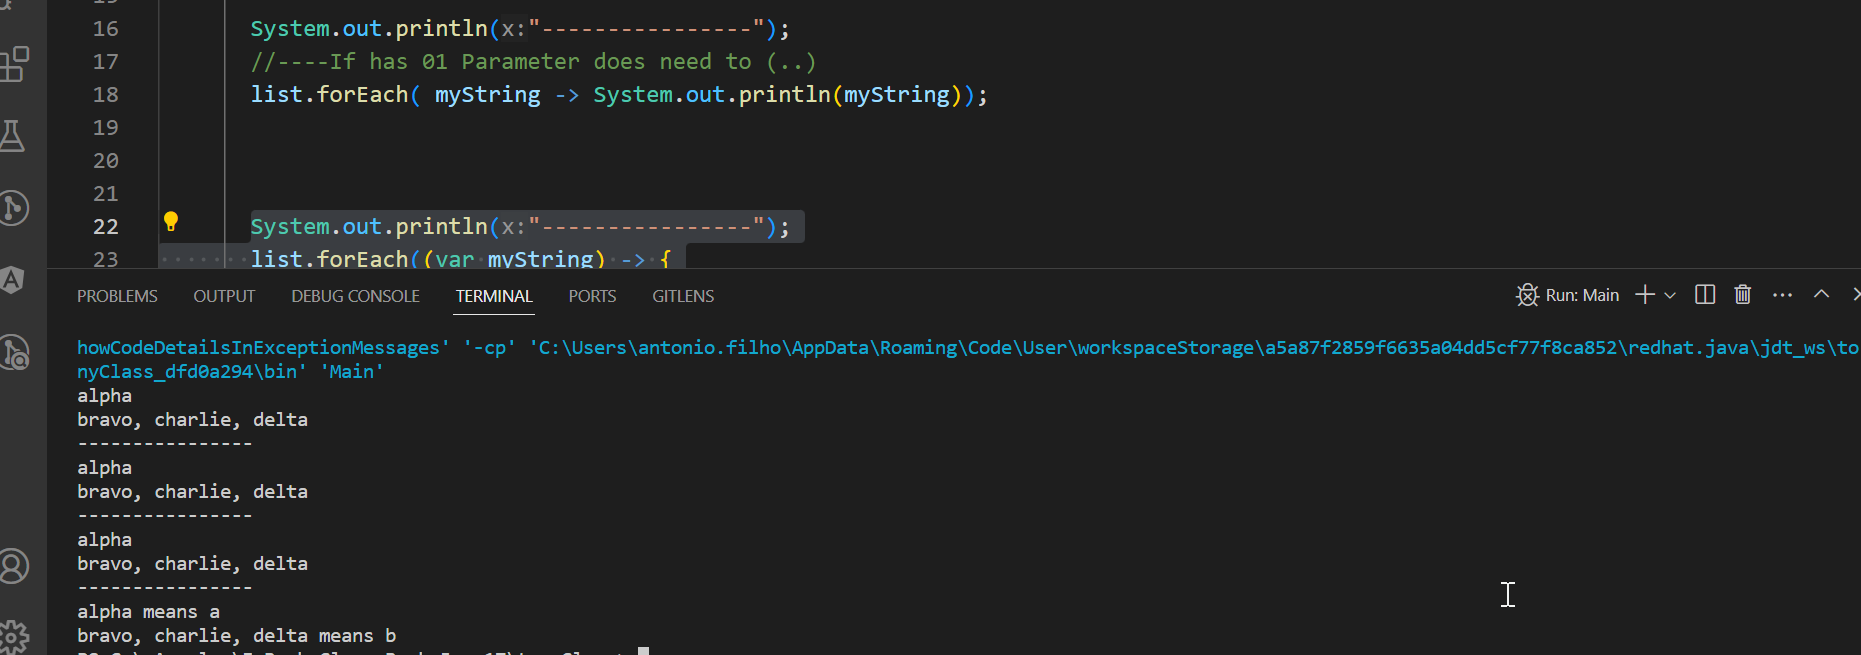 16 System.out.println(x:"----------------");
17 //----If has 01 Parameter does need to (..)
18 list.forEach( myString -> System.out.println(myString));
19
20
21
22 System.out.println(x:"----------------");
23 list.forEach((var myString) -> {
PROBLEMS OUTPUT DEBUG CONSOLE TERMINAL PORTS GITLENS Run: Main
howCodeDetailsInExceptionMessages' '-cp' 'C:\Users\antonio.filho\AppData\Roaming\Code\User\workspaceStorage\a5a87f2859f6635a04dd5cf77f8ca852\redhat.java\jdt_ws\to
nyClass_dfd0a294\bin' 'Main'
alpha
bravo, charlie, delta
----------------
alpha
bravo, charlie, delta
----------------
alpha
bravo, charlie, delta
----------------
alpha means a
bravo, charlie, delta means b